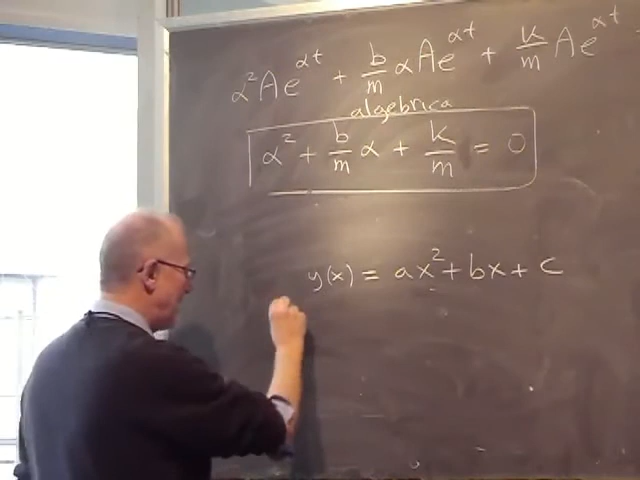 α²Ae^{αt} + b/m αAe^{αt} + k/m Ae^{αt}
algebrica
α² + b/m α + k/m = 0
y(x) = ax² + bx + c